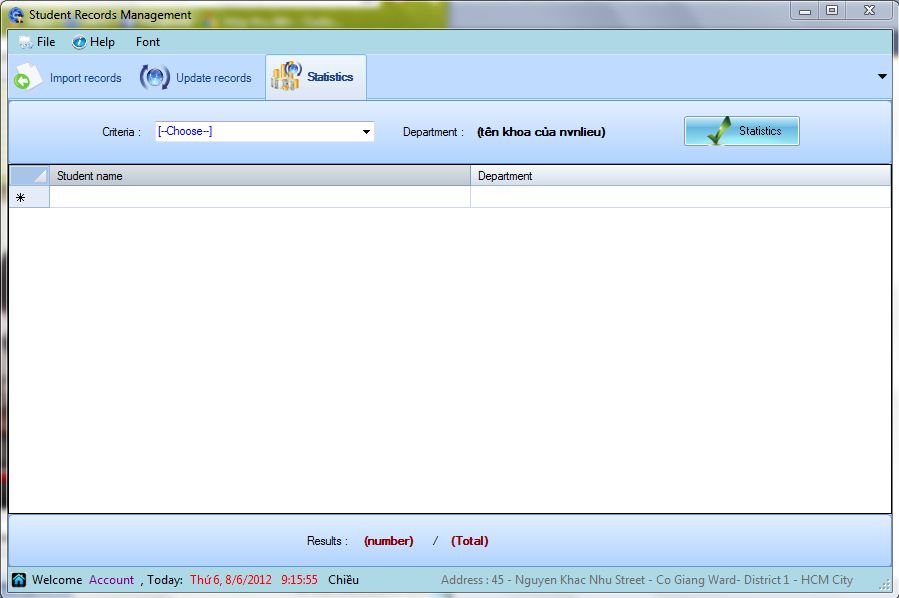 Student Records Management
File Help Font
Import records Update records Statistics
Criteria : [--Choose--] Department : (tên khoa của nvnlieu) Statistics
Student name Department
Results : (number) / (Total)
Welcome Account , Today: Thứ 6, 8/6/2012 9:15:55 Chiều Address : 45 - Nguyen Khac Nhu Street - Co Giang Ward- District 1 - HCM City